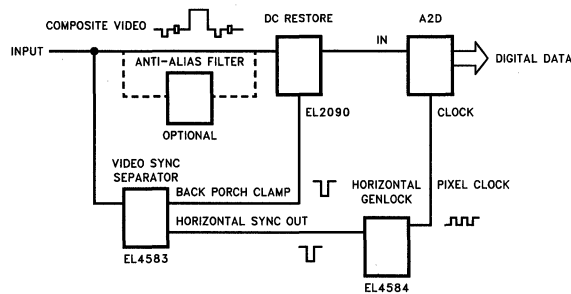 COMPOSITE VIDEO
DC RESTORE
A2D
INPUT
IN
ANTI-ALIAS FILTER
DIGITAL DATA
OPTIONAL
EL2090
CLOCK
VIDEO SYNC
SEPARATOR
BACK PORCH CLAMP
HORIZONTAL
GENLOCK
PIXEL CLOCK
HORIZONTAL SYNC OUT
EL4583
EL4584